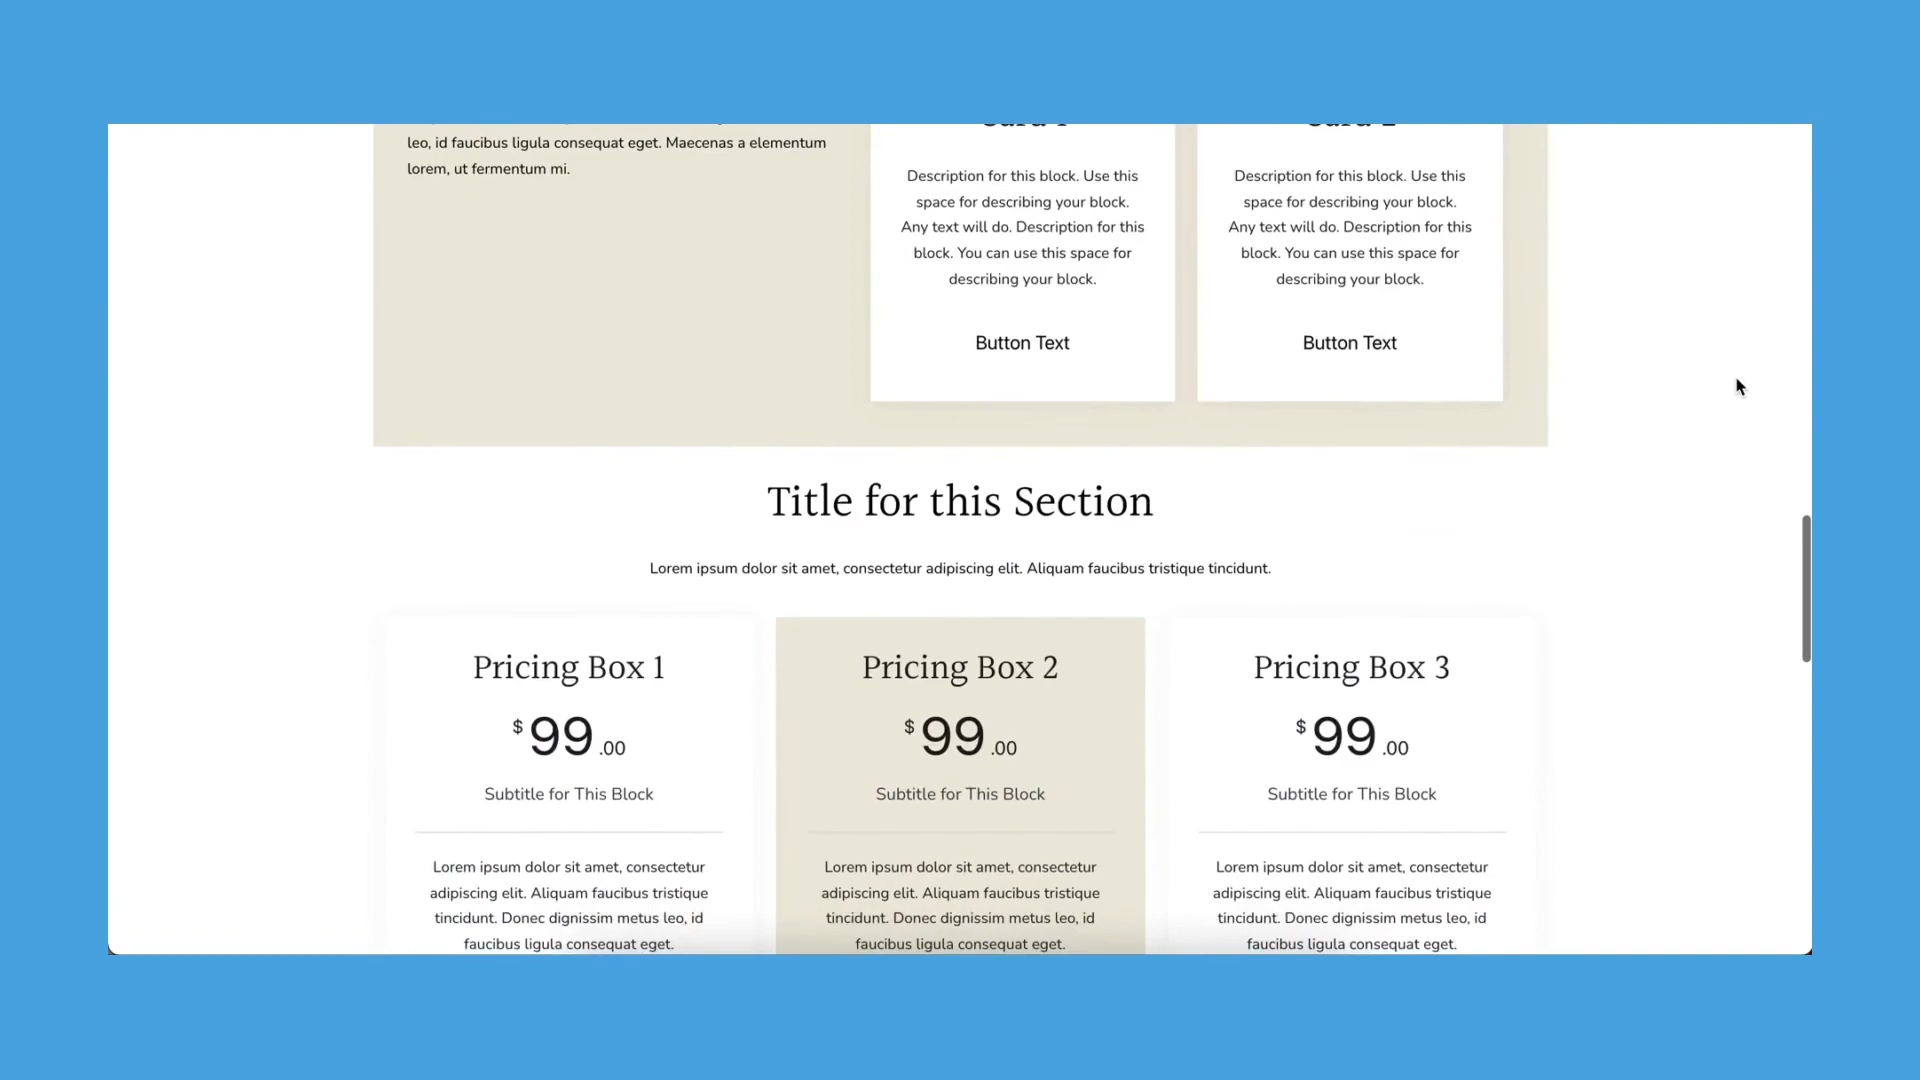 leo, id faucibus ligula consequat eget. Maecenas a elementum
lorem, ut fermentum mi.
Description for this block. Use this
space for describing your block.
Any text will do. Description for this
block. You can use this space for
describing your block.
Button Text
Description for this block. Use this
space for describing your block.
Any text will do. Description for this
block. You can use this space for
describing your block.
Button Text
Title for this Section
Lorem ipsum dolor sit amet, consectetur adipiscing elit. Aliquam faucibus tristique tincidunt.
Pricing Box 1
$99.00
Subtitle for This Block
Lorem ipsum dolor sit amet, consectetur
adipiscing elit. Aliquam faucibus tristique
tincidunt. Donec dignissim metus leo, id
faucibus ligula consequat eget.
Pricing Box 2
$99.00
Subtitle for This Block
Lorem ipsum dolor sit amet, consectetur
adipiscing elit. Aliquam faucibus tristique
tincidunt. Donec dignissim metus leo, id
faucibus ligula consequat eget.
Pricing Box 3
$99.00
Subtitle for This Block
Lorem ipsum dolor sit amet, consectetur
adipiscing elit. Aliquam faucibus tristique
tincidunt. Donec dignissim metus leo, id
faucibus ligula consequat eget.